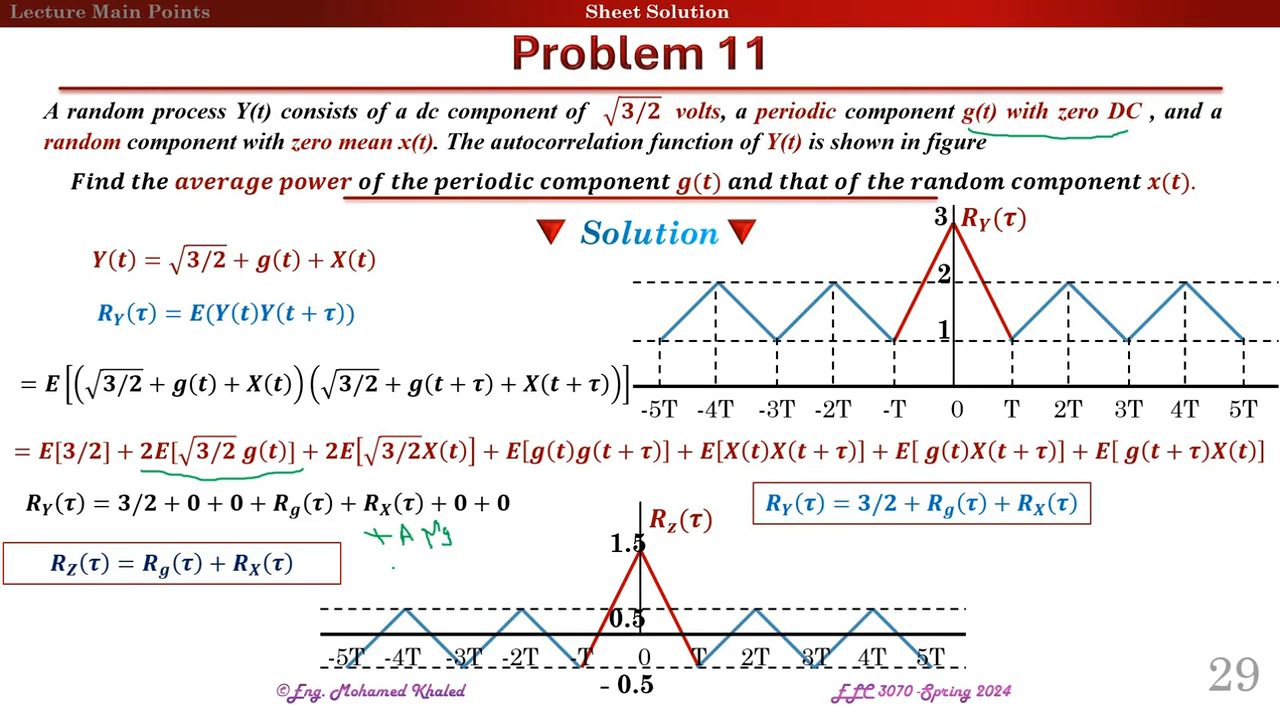 Lecture Main Points
Sheet Solution
Problem 11
A random process Y(t) consists of a dc component of √3/2 volts, a periodic component g(t) with zero DC , and a
random component with zero mean x(t). The autocorrelation function of Y(t) is shown in figure
Find the average power of the periodic component g(t) and that of the random component x(t).
Solution
Y(t) = √3/2 + g(t) + X(t)
R_Y(τ) = E(Y(t)Y(t + τ))
= E[(√3/2 + g(t) + X(t))(√3/2 + g(t + τ) + X(t + τ))]
3 R_Y(τ)
2
1
-5T -4T -3T -2T -T 0 T 2T 3T 4T 5T
= E[3/2] + 2E[√3/2 g(t)] + 2E[√3/2X(t)] + E[g(t)g(t + τ)] + E[X(t)X(t + τ)] + E[ g(t)X(t + τ)] + E[ g(t + τ)X(t)]
R_Y(τ) = 3/2 + 0 + 0 + R_g(τ) + R_X(τ) + 0 + 0
R_Y(τ) = 3/2 + R_g(τ) + R_X(τ)
+ A μg
R_Z(τ) = R_g(τ) + R_X(τ)
R_z(τ)
1.5
0.5
-5T -4T -3T -2T -T 0 T 2T 3T 4T 5T
- 0.5
©Eng. Mohamed Khaled
ELC 3070 -Spring 2024
29